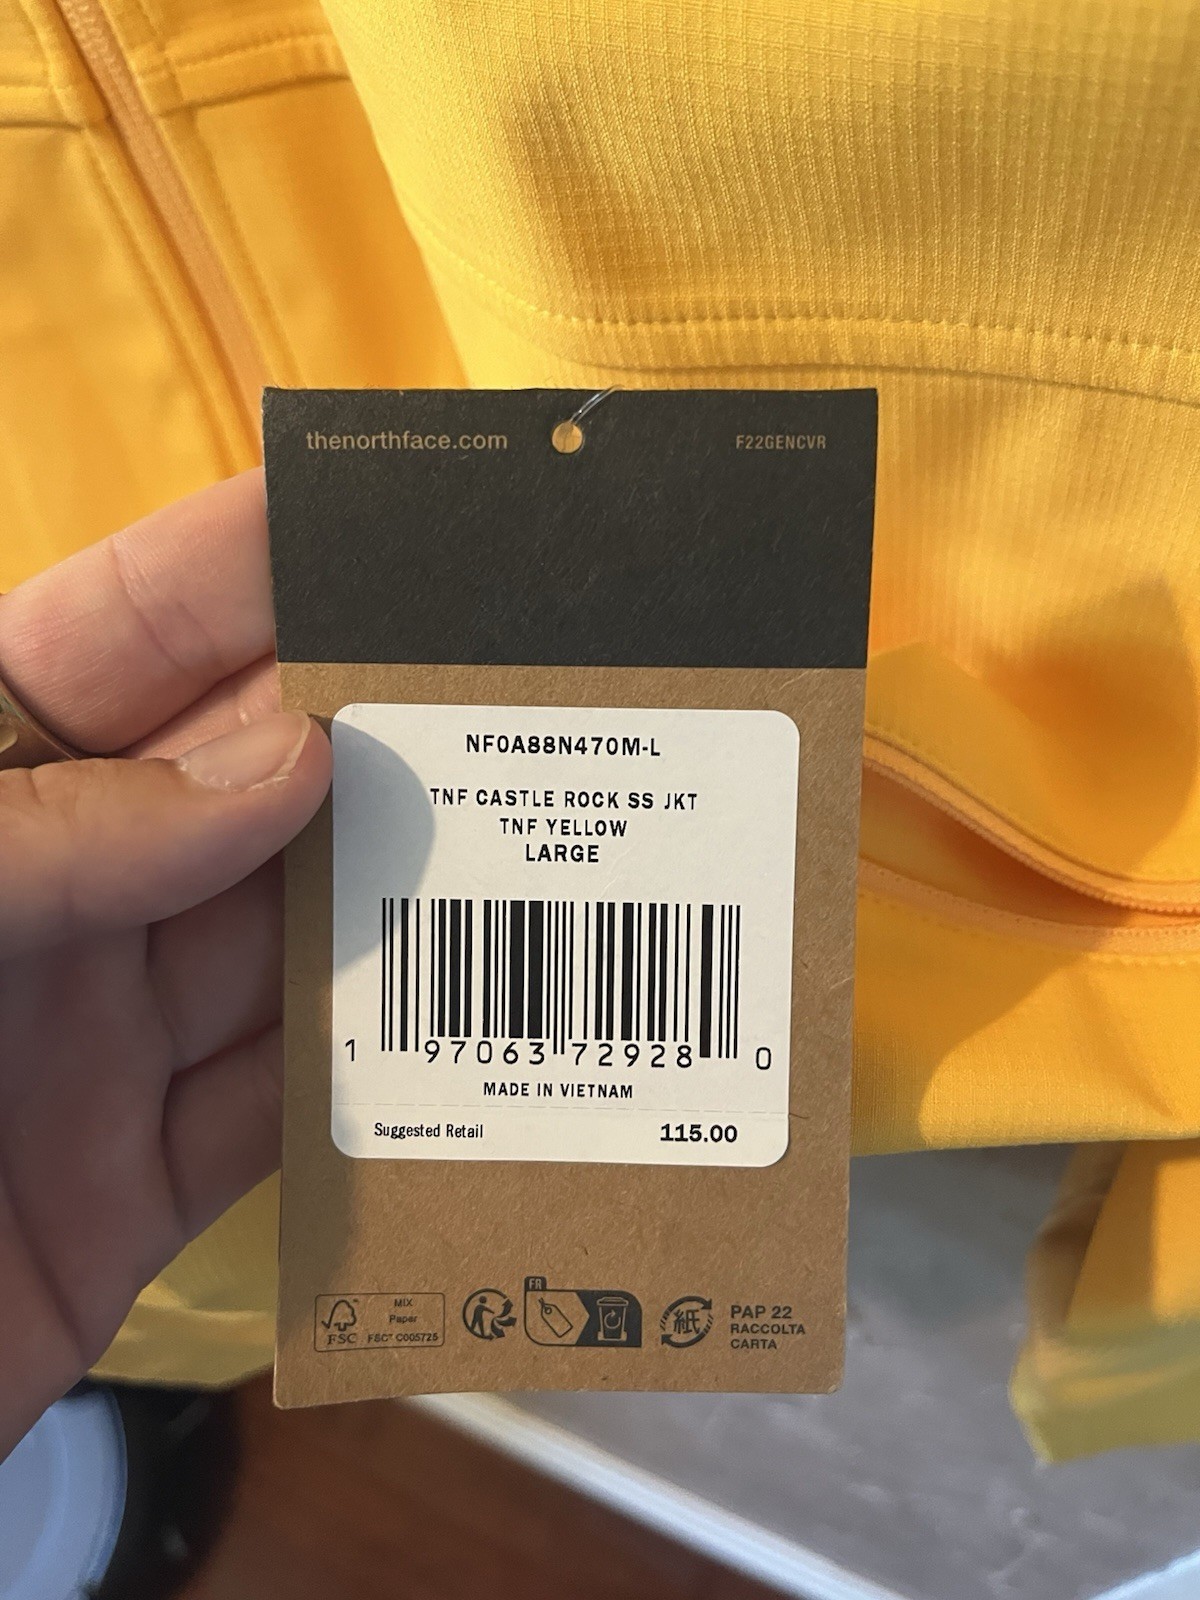 thenorthface.com
F22GENCVR
NF0A88N470M-L
TNF CASTLE ROCK SS JKT
TNF YELLOW
LARGE
1 97063 72928 0
MADE IN VIETNAM
Suggested Retail 115.00
FR
MIX
Paper
FSC FSC® C005725
紙
PAP 22
RACCOLTA
CARTA